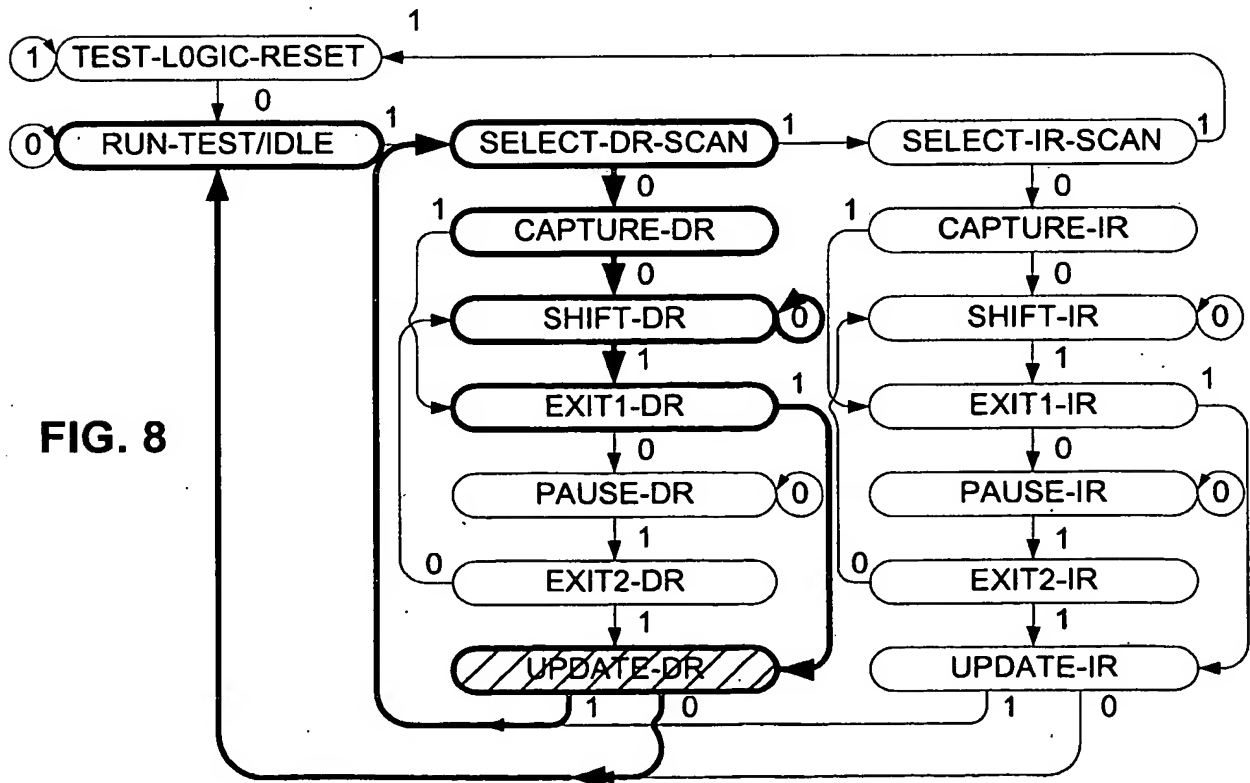 1
1 TEST-L0GIC-RESET
0
0 RUN-TEST/IDLE 1 SELECT-DR-SCAN 1 SELECT-IR-SCAN 1
0 0
1 CAPTURE-DR 1 CAPTURE-IR
0 0
SHIFT-DR 0 SHIFT-IR 0
1 1
EXIT1-DR 1 EXIT1-IR 1
FIG. 8
0 0
PAUSE-DR 0 PAUSE-IR 0
1 1
0 EXIT2-DR 0 EXIT2-IR
1 1
UPDATE-DR UPDATE-IR
1 0 1 0